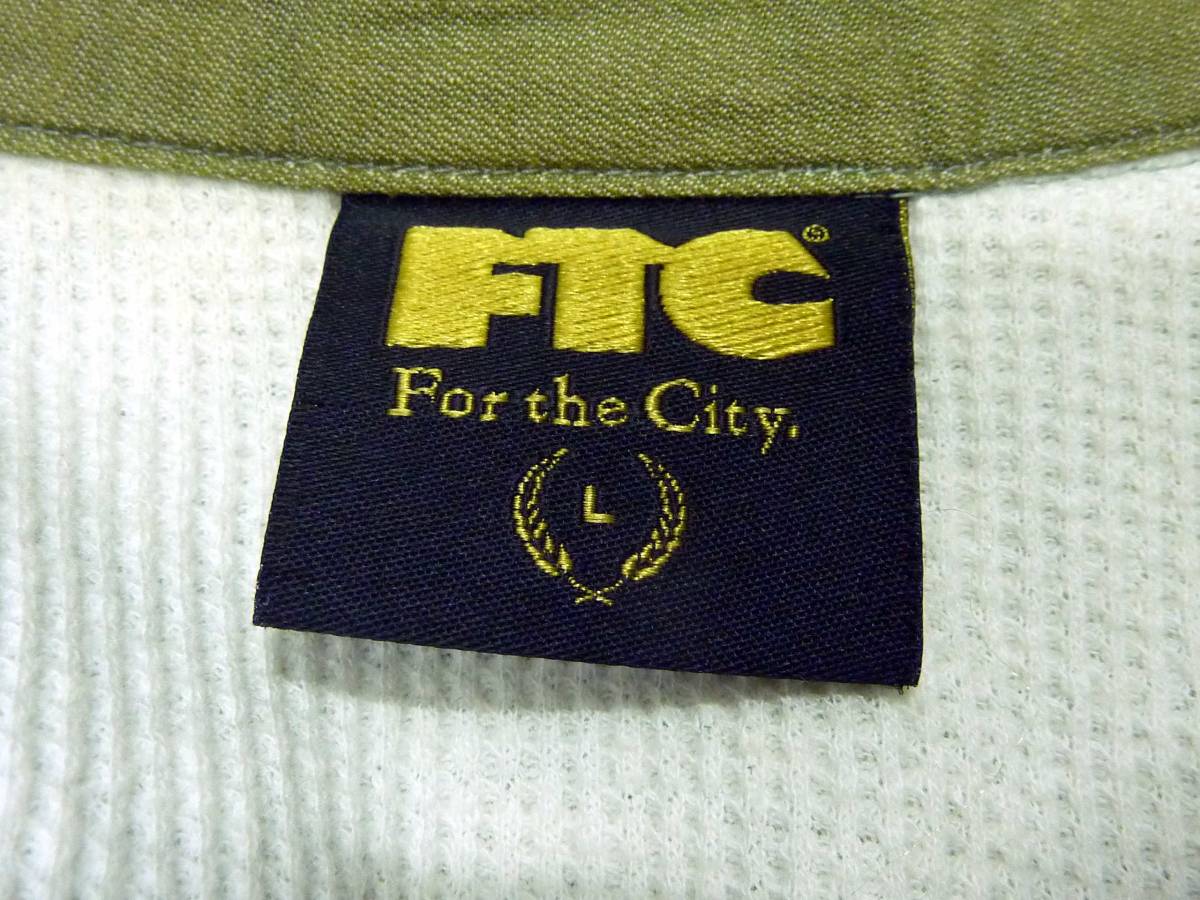 FTC®
For the City.
L